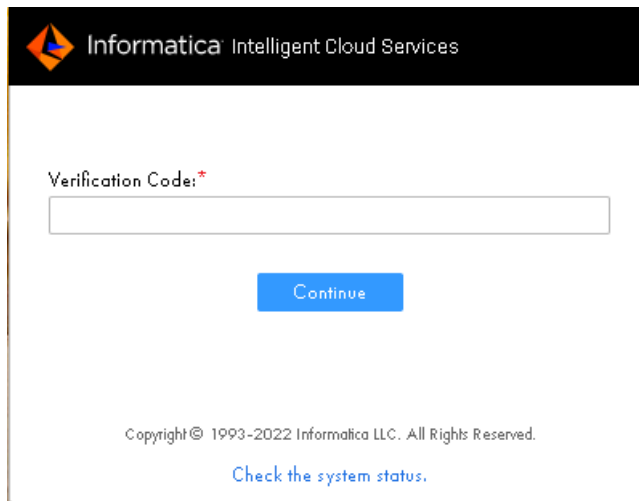 Informatica Intelligent Cloud Services
Verification Code:*
Continue
Copyright © 1993-2022 Informatica LLC. All Rights Reserved.
Check the system status.